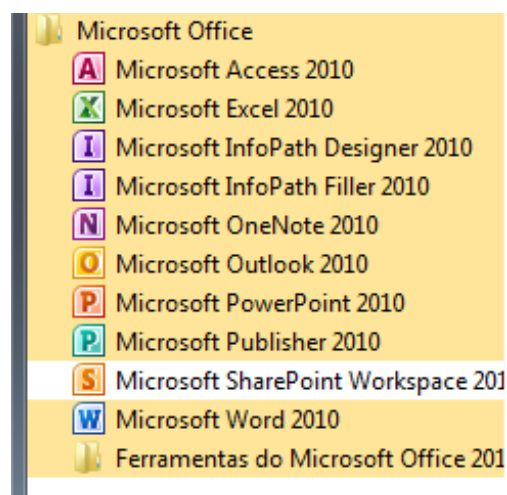 Microsoft Office
A Microsoft Access 2010
X Microsoft Excel 2010
I Microsoft InfoPath Designer 2010
I Microsoft InfoPath Filler 2010
N Microsoft OneNote 2010
O Microsoft Outlook 2010
P Microsoft PowerPoint 2010
P Microsoft Publisher 2010
S Microsoft SharePoint Workspace 201
W Microsoft Word 2010
Ferramentas do Microsoft Office 201